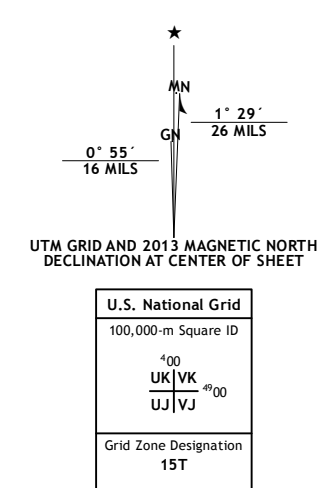 ★
MN
1° 29´
GN
26 MILS
0° 55´
16 MILS
UTM GRID AND 2013 MAGNETIC NORTH
DECLINATION AT CENTER OF SHEET
U.S. National Grid
100,000-m Square ID
⁴00
UK VK
⁴⁹00
UJ VJ
Grid Zone Designation
15T